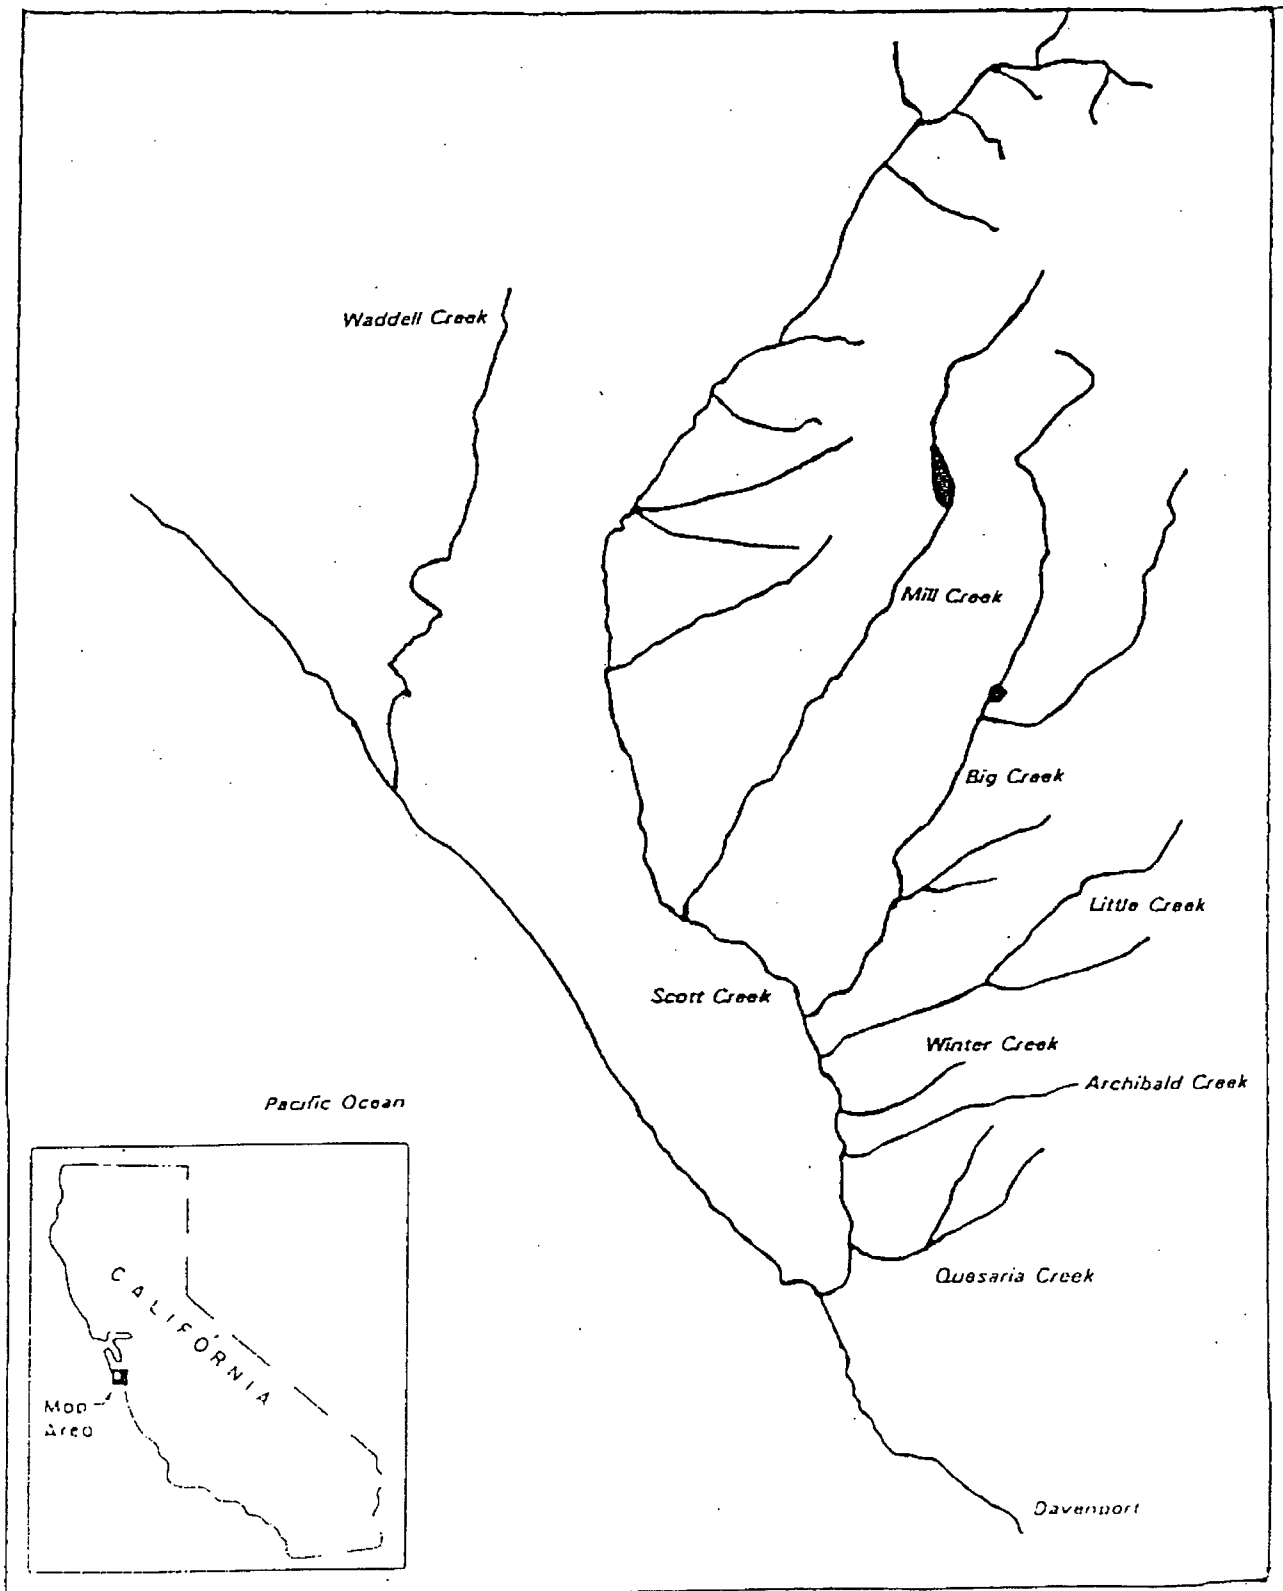 Waddell Creek
Mill Creek
Big Creek
Little Creek
Scott Creek
Winter Creek
Archibald Creek
Pacific Ocean
Quesaria Creek
CALIFORNIA
Map
Area
Davenport